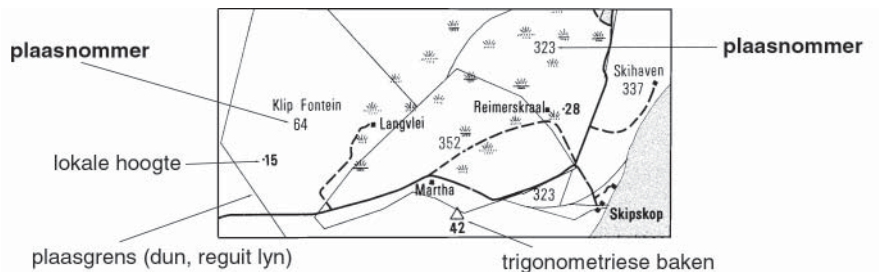 plaasnommer
323
plaasnommer
Skihaven
337
Klip Fontein
64
Reimerskraal
·28
Langvlei
352
lokale hoogte
·15
Martha
323
Skipskop
42
plaasgrens (dun, reguit lyn)
trigonometriese baken